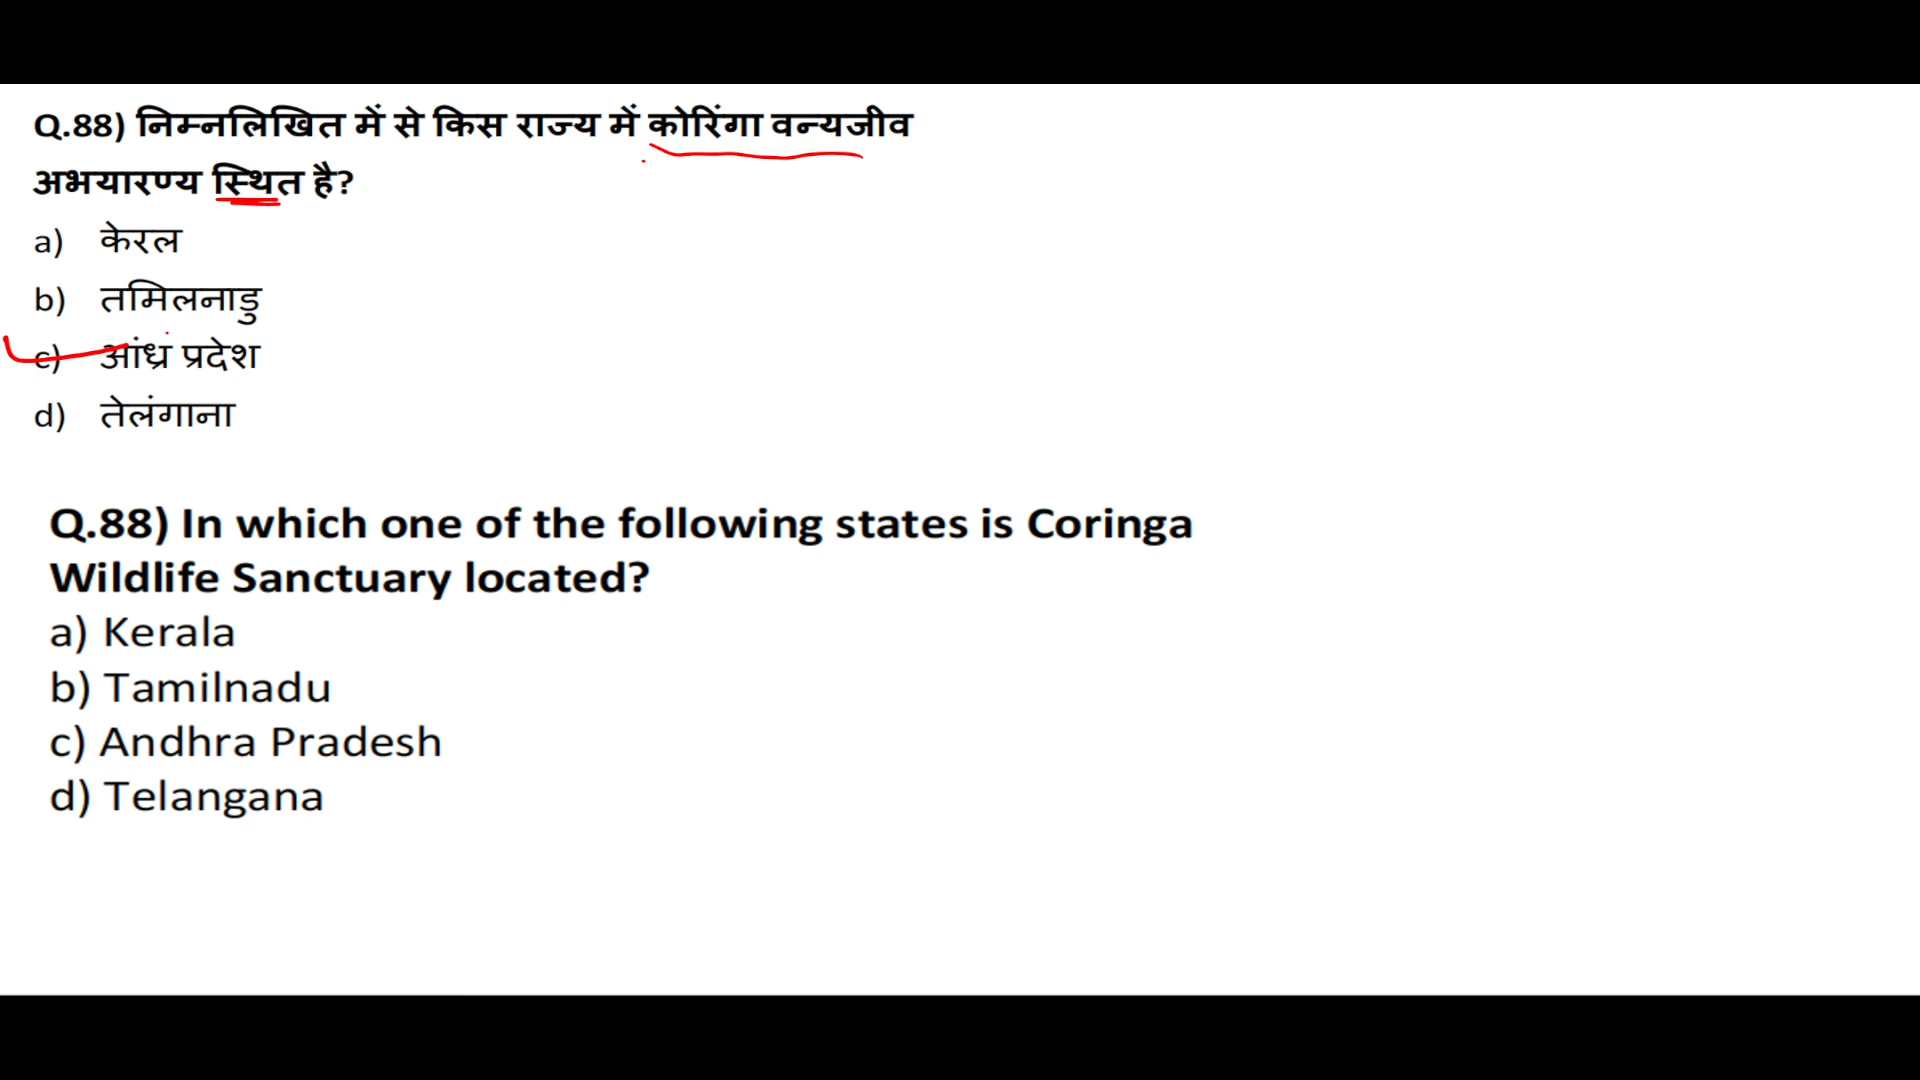 Q.88) निम्नलिखित में से किस राज्य में कोरिंगा वन्यजीव
अभयारण्य स्थित है?
a) केरल
b) तमिलनाडु
c) आंध्र प्रदेश
d) तेलंगाना
Q.88) In which one of the following states is Coringa
Wildlife Sanctuary located?
a) Kerala
b) Tamilnadu
c) Andhra Pradesh
d) Telangana